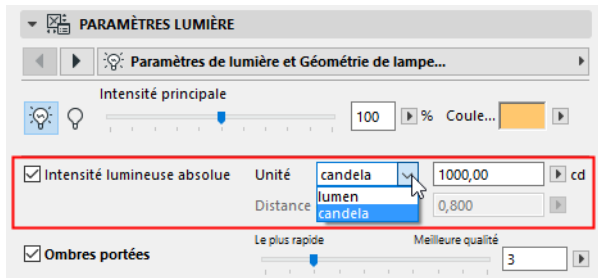 PARAMÈTRES LUMIÈRE
Paramètres de lumière et Géométrie de lampe...
Intensité principale
100 % Coule...
Intensité lumineuse absolue Unité candela 1000,00 cd
lumen
Distance candela 0,800
Le plus rapide Meilleure qualité
Ombres portées 3